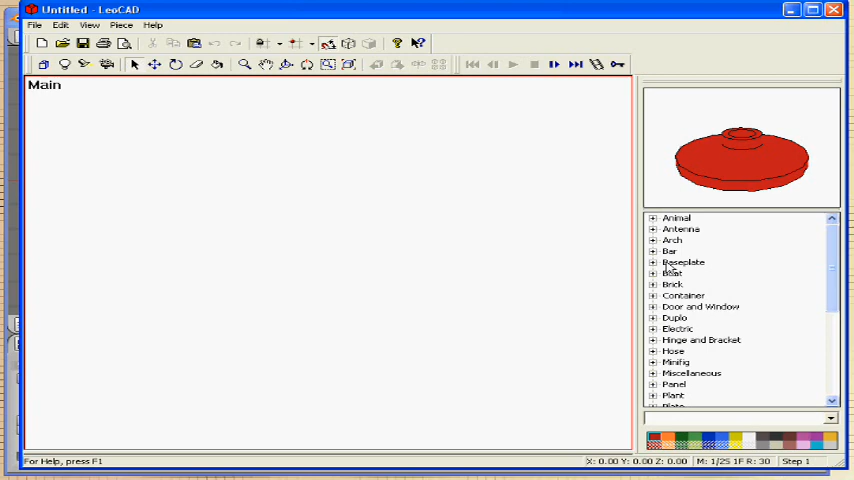 Untitled - LeoCAD
File Edit View Piece Help
Main
Animal
Antenna
Arch
Bar
Baseplate
Boat
Brick
Container
Door and Window
Duplo
Electric
Hinge and Bracket
Hose
Minifig
Miscellaneous
Panel
Plant
Plate
For Help, press F1
X: 0.00 Y: 0.00 Z: 0.00 M: 1/25 1F R: 30 Step 1